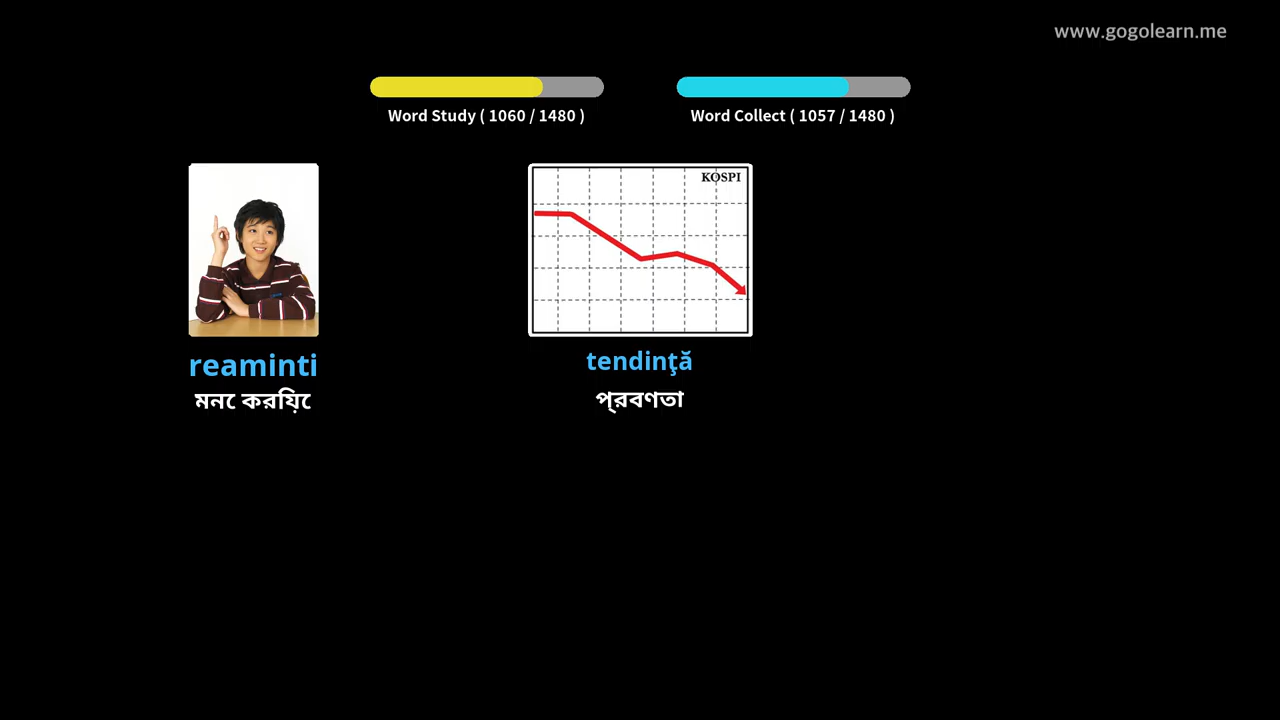 www.gogolearn.me
Word Study ( 1060 / 1480 )
Word Collect ( 1057 / 1480 )
KOSPI
reaminti
মনে করিয়ে
tendinţă
প্রবণতা